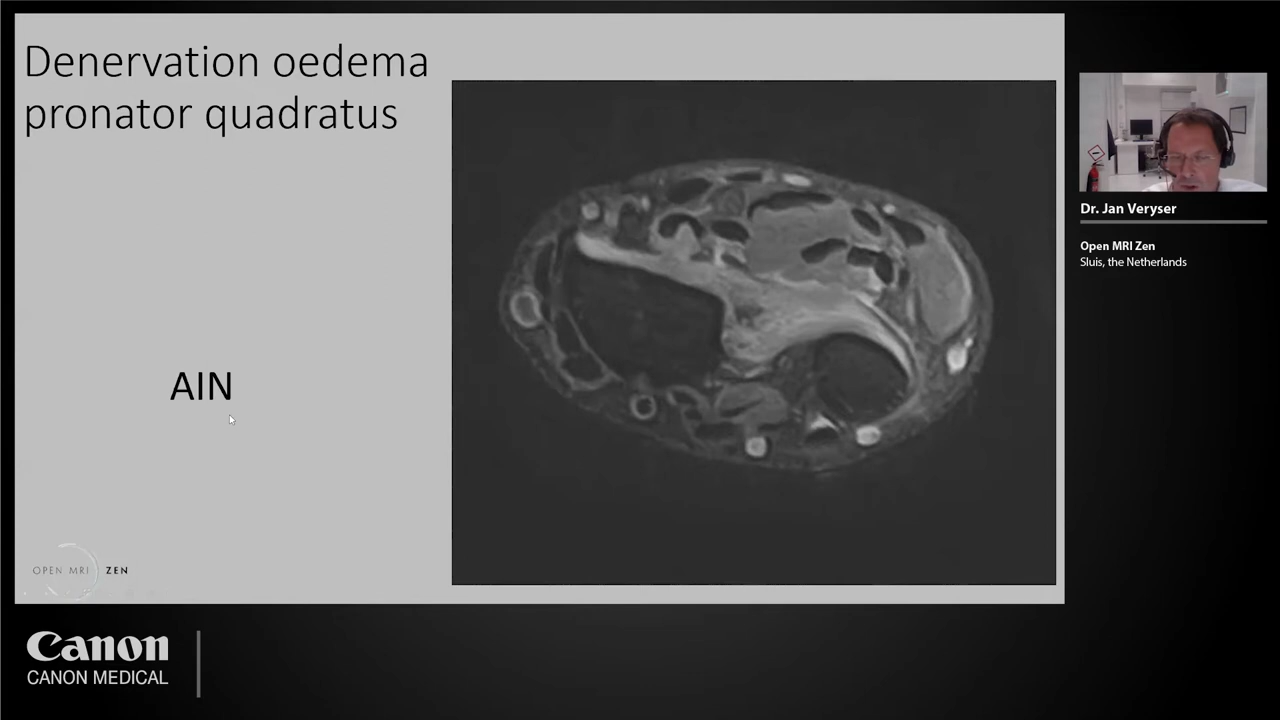 Denervation oedema
pronator quadratus
AIN
OPEN MRI ZEN
Dr. Jan Veryser
Open MRI Zen
Sluis, the Netherlands
Canon
CANON MEDICAL